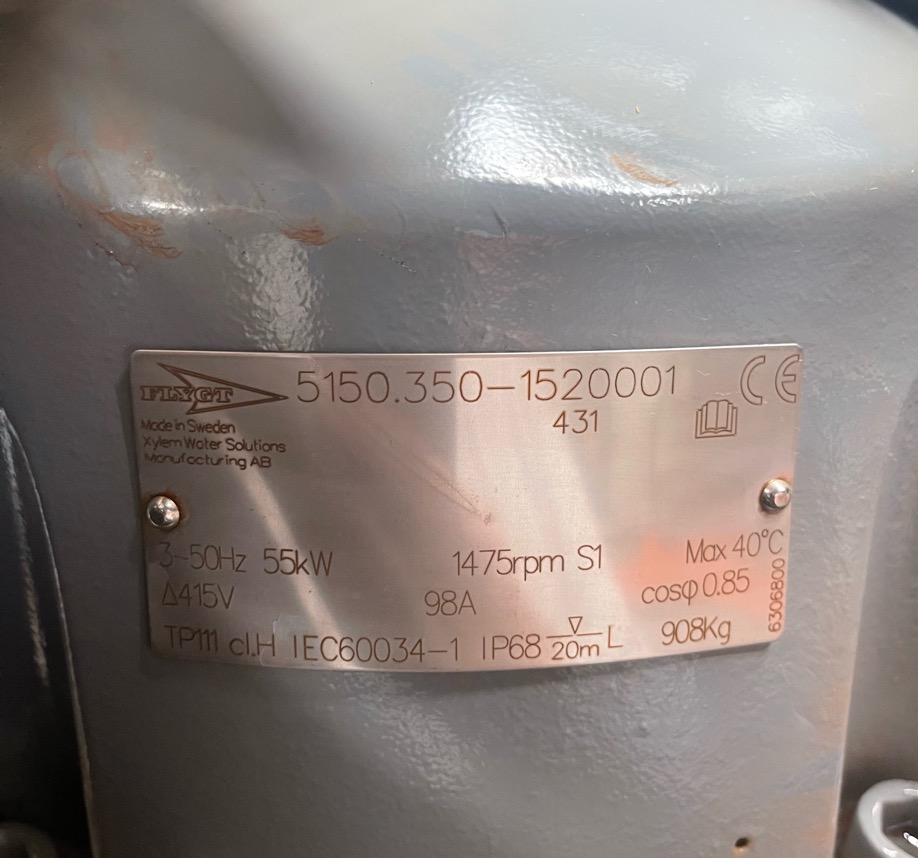 FLYGT 5150.350-1520001 CE
431
Made in Sweden
Xylem Water Solutions
Manufacturing AB
3~50Hz 55kW 1475rpm S1 Max 40°C
Δ415V 98A cosφ 0.85
TP111 cl.H IEC60034-1 IP68 ▽ 20m L 908Kg
6306800